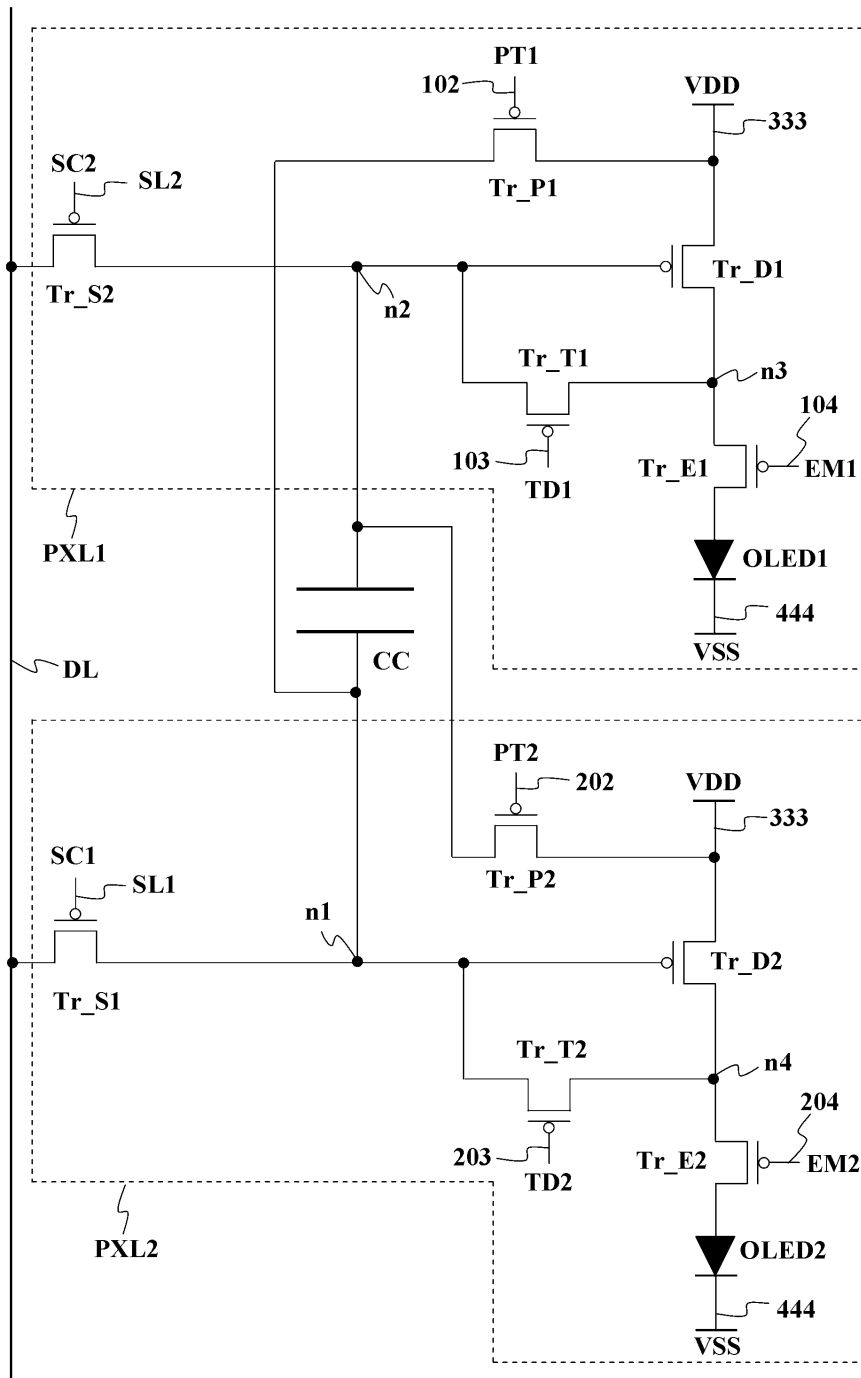 PT1
102
VDD
333
SC2
SL2
Tr_P1
Tr_D1
Tr_S2
n2
Tr_T1
n3
104
103
TD1
Tr_E1
EM1
PXL1
OLED1
444
CC
VSS
DL
PT2
202
VDD
333
SC1
SL1
Tr_P2
n1
Tr_D2
Tr_S1
Tr_T2
n4
204
203
TD2
Tr_E2
EM2
PXL2
OLED2
444
VSS